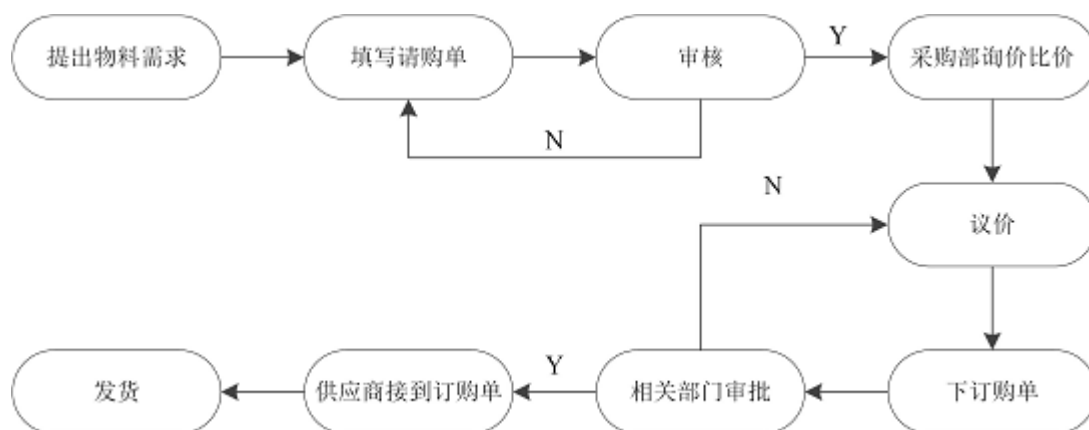 提出物料需求
填写请购单
审核
Y
采购部询价比价
N
N
议价
发货
供应商接到订购单
Y
相关部门审批
下订购单